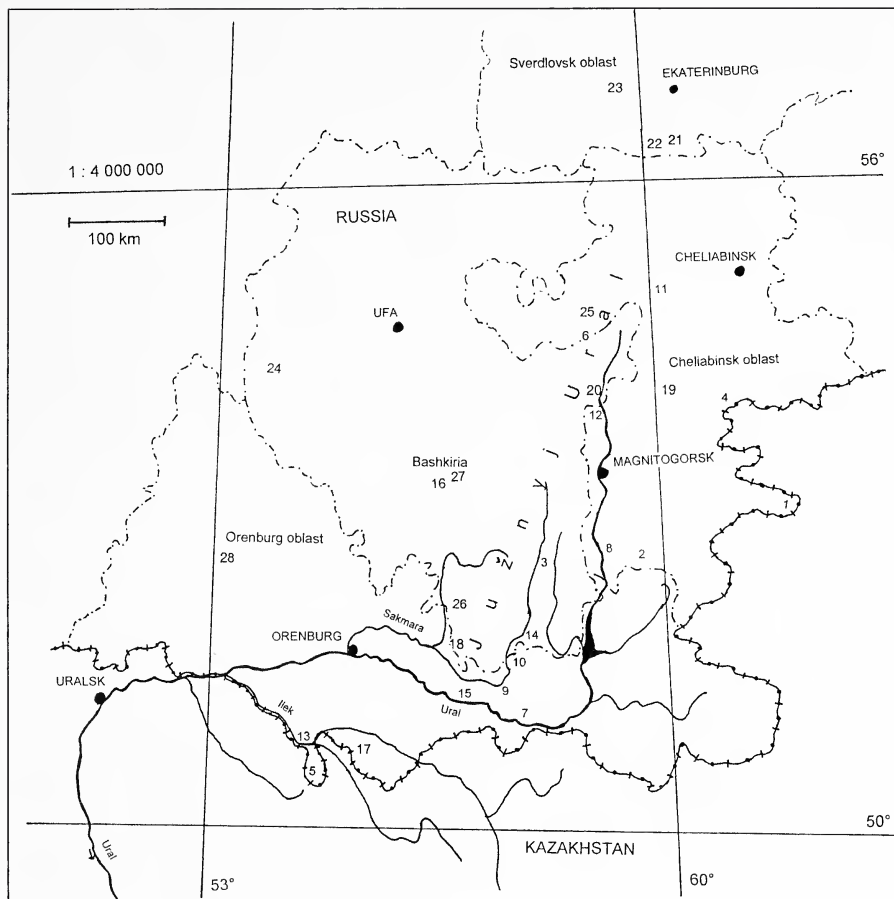 Sverdlovsk oblast
EKATERINBURG
23
22
21
1 : 4 000 000
56°
100 km
RUSSIA
CHELIABINSK
11
25
UFA
6
24
Cheliabinsk oblast
20
19
4
12
Bashkiria
16
27
MAGNITOGORSK
1
Južnyj Ural
Orenburg oblast
28
8
2
3
26
Sakmara
ORENBURG
18
14
10
URALSK
15
9
Ilek
Ural
7
13
17
5
50°
Ural
KAZAKHSTAN
53°
60°